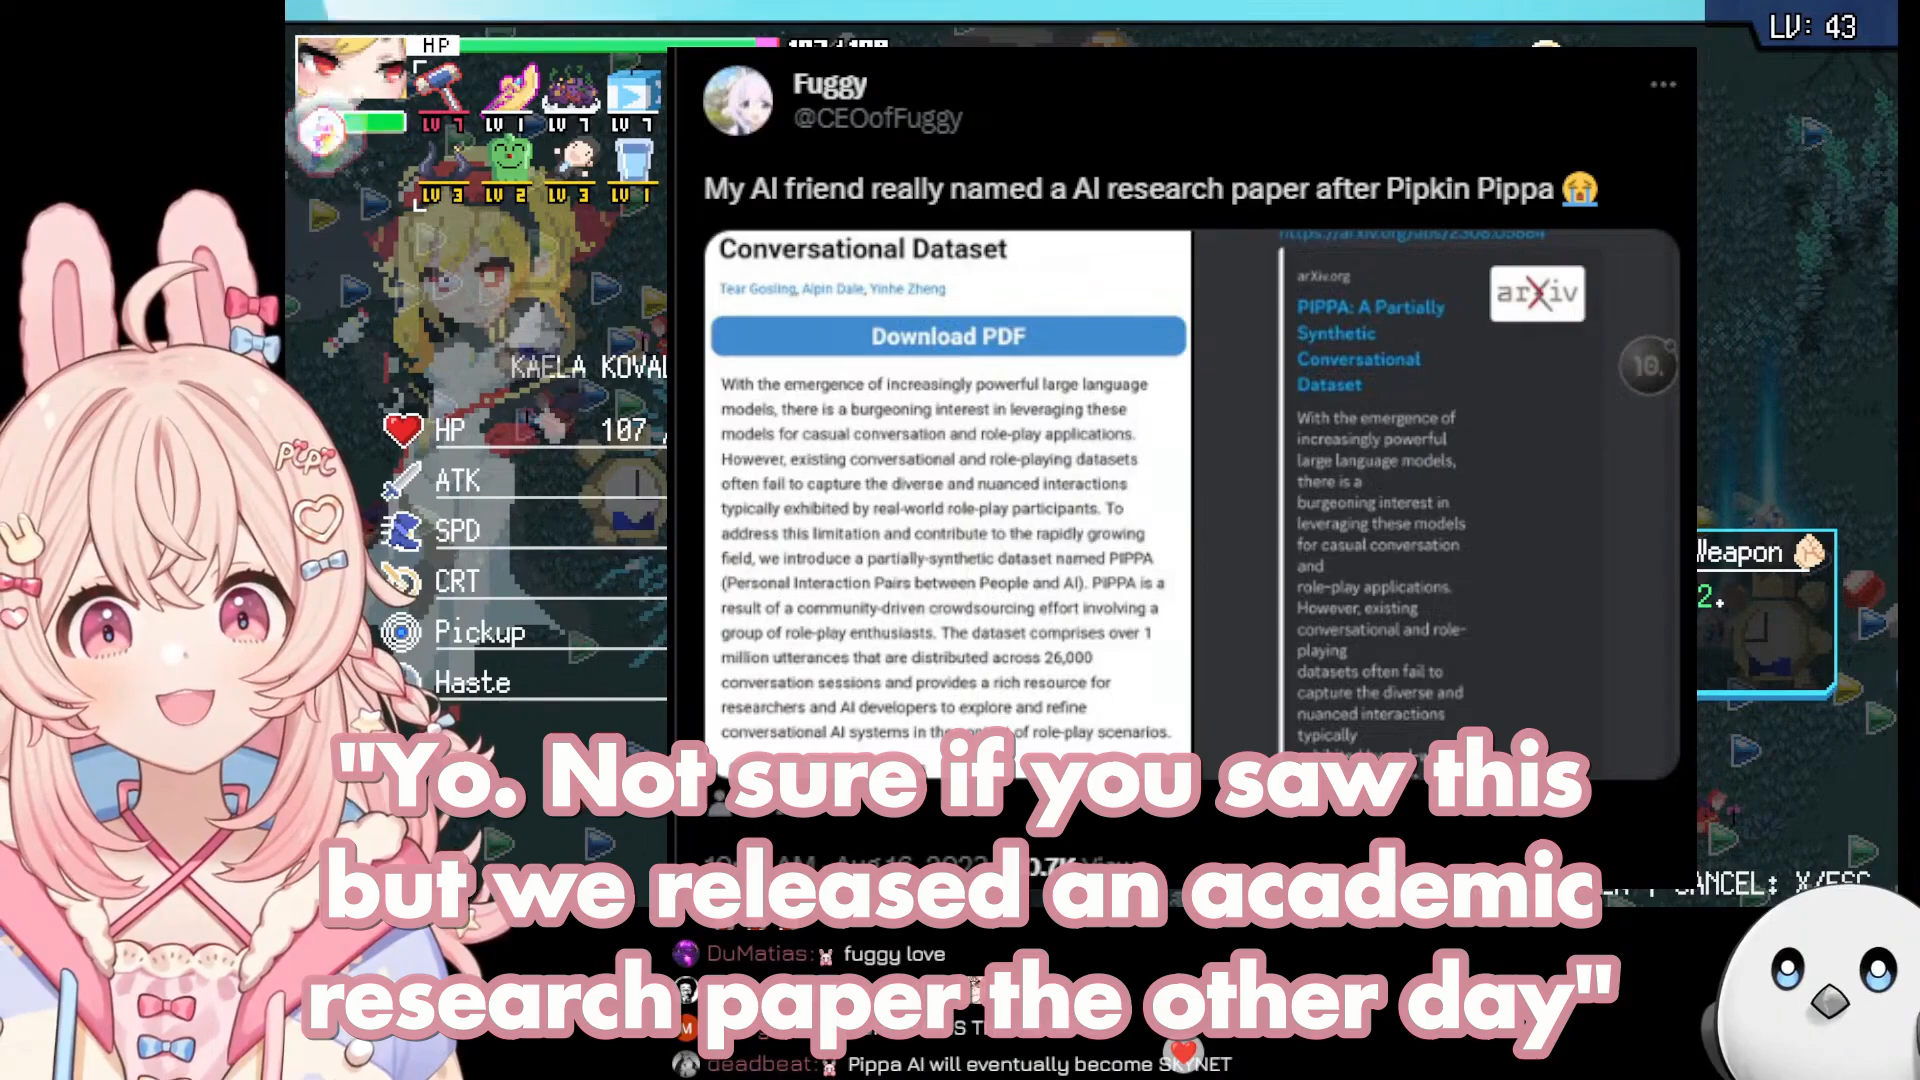 LV: 43
HP
LV 7
LV 1
LV 7
LV 7
LV 3
LV 2
LV 3
LV 1
KAELA KOVAL
HP 107 /
ATK
SPD
CRT
Pickup
Haste
pipi
Fuggy
@CEOofFuggy
My AI friend really named a AI research paper after Pipkin Pippa 😭
Conversational Dataset
Tear Gosling, Alpin Dale, Yinhe Zheng
Download PDF
With the emergence of increasingly powerful large language
models, there is a burgeoning interest in leveraging these
models for casual conversation and role-play applications.
However, existing conversational and role-playing datasets
often fail to capture the diverse and nuanced interactions
typically exhibited by real-world role-play participants. To
address this limitation and contribute to the rapidly growing
field, we introduce a partially-synthetic dataset named PIPPA
(Personal Interaction Pairs between People and AI). PIPPA is a
result of a community-driven crowdsourcing effort involving a
group of role-play enthusiasts. The dataset comprises over 1
million utterances that are distributed across 26,000
conversation sessions and provides a rich resource for
researchers and AI developers to explore and refine
conversational AI systems in the of role-play scenarios.
https://arxiv.org/abs/2308.05884
arXiv.org
arXiv
PIPPA: A Partially
Synthetic
Conversational
Dataset
With the emergence of
increasingly powerful
large language models,
there is a
burgeoning interest in
leveraging these models
for casual conversation
and
role-play applications.
However, existing
conversational and role-
playing
datasets often fail to
capture the diverse and
nuanced interactions
typically
10.
Weapon
2.
CANCEL: X/ESC
"Yo. Not sure if you saw this
but we released an academic
research paper the other day"
DuMatias: fuggy love
deadbeat: Pippa AI will eventually become SKYNET